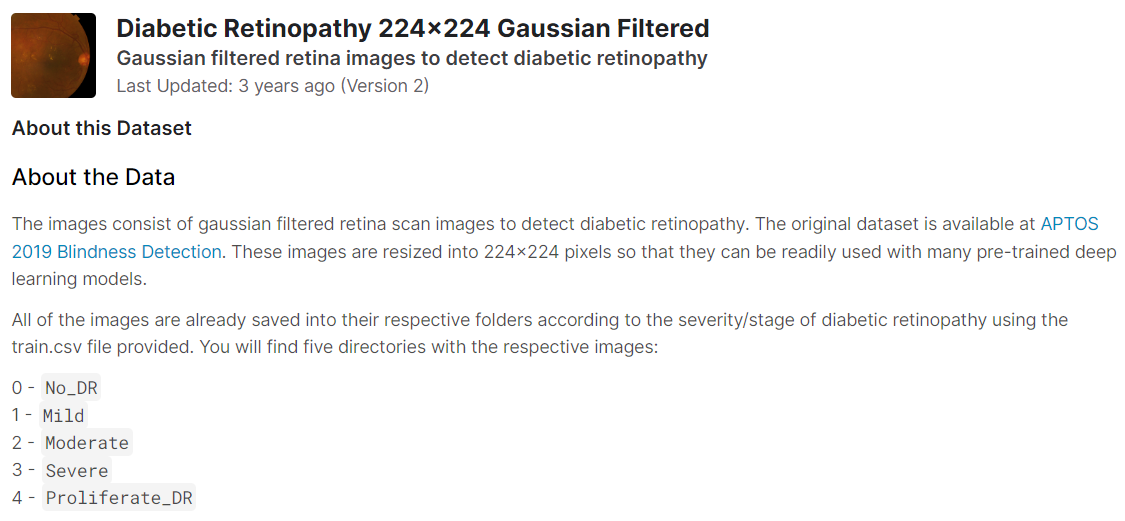 Diabetic Retinopathy 224×224 Gaussian Filtered
Gaussian filtered retina images to detect diabetic retinopathy
Last Updated: 3 years ago (Version 2)
About this Dataset
About the Data
The images consist of gaussian filtered retina scan images to detect diabetic retinopathy. The original dataset is available at APTOS
2019 Blindness Detection. These images are resized into 224×224 pixels so that they can be readily used with many pre-trained deep
learning models.
All of the images are already saved into their respective folders according to the severity/stage of diabetic retinopathy using the
train.csv file provided. You will find five directories with the respective images:
0 - No_DR
1 - Mild
2 - Moderate
3 - Severe
4 - Proliferate_DR